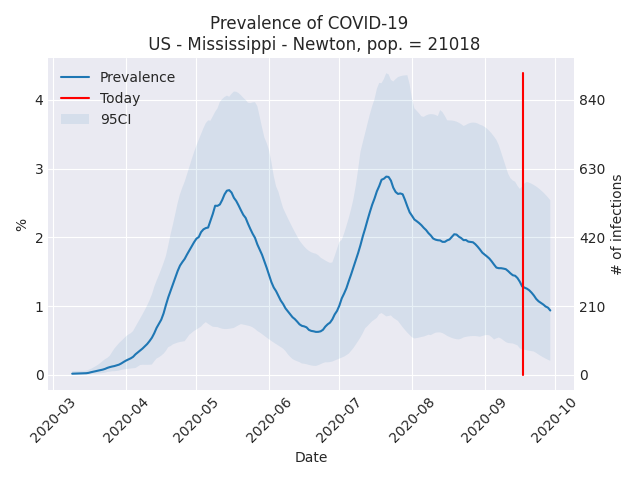 Prevalence of COVID-19
US - Mississippi - Newton, pop. = 21018
Prevalence
Today
95CI
4
3
2
1
0
%
840
630
420
210
0
# of infections
2020-03
2020-04
2020-05
2020-06
2020-07
2020-08
2020-09
2020-10
Date